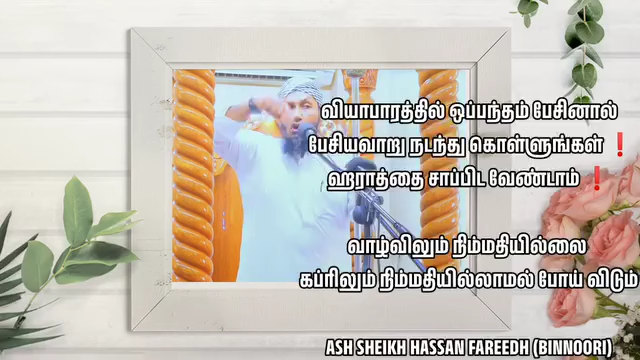 வியாபாரத்தில் ஒப்பந்தம் பேசினால்
பேசியவாறு நடந்து கொள்ளுங்கள் ❗
ஹராத்தை சாப்பிட வேண்டாம் ❗
வாழ்விலும் நிம்மதியில்லை
கப்ரிலும் நிம்மதியில்லாமல் போய் விடும்
ASH SHEIKH HASSAN FAREEDH (BINNOORI)